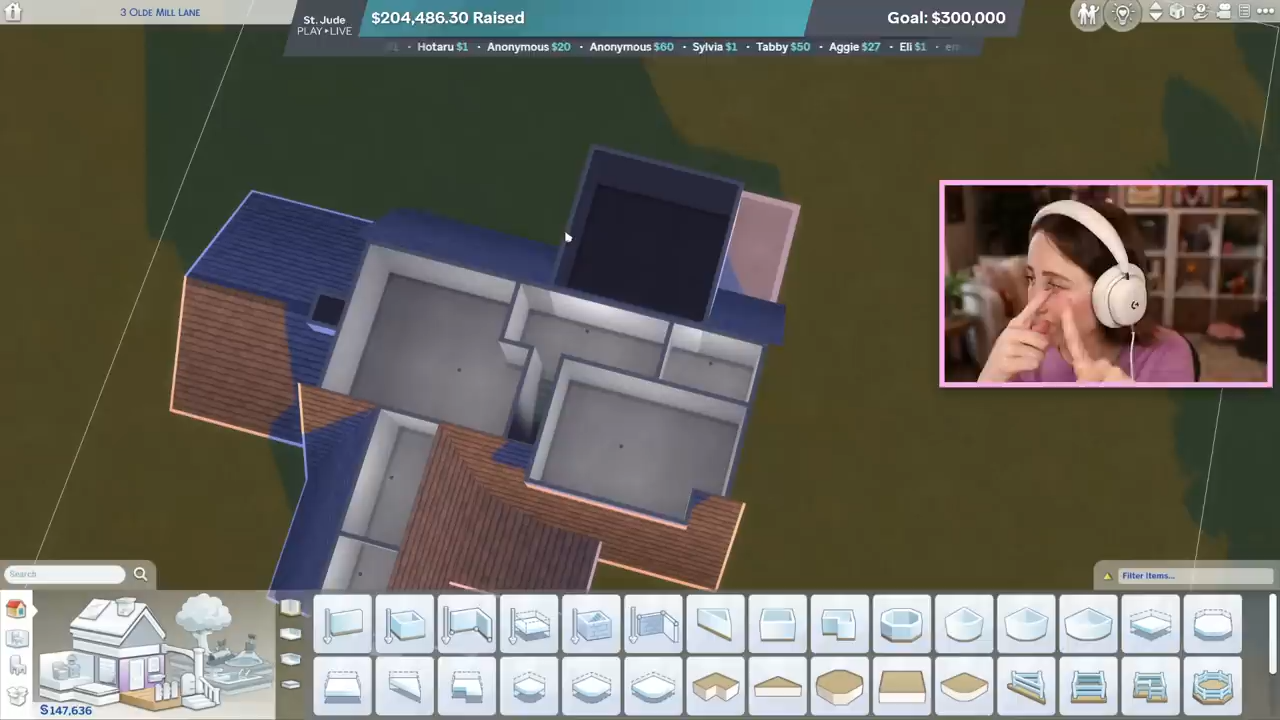 3 OLDE MILL LANE
St. Jude
PLAY LIVE
$204,486.30 Raised
Goal: $300,000
$1 · Hotaru $1 · Anonymous $20 · Anonymous $60 · Sylvia $1 · Tabby $50 · Aggie $27 · Eli $1 ·
Search
Filter Items...
§147,636